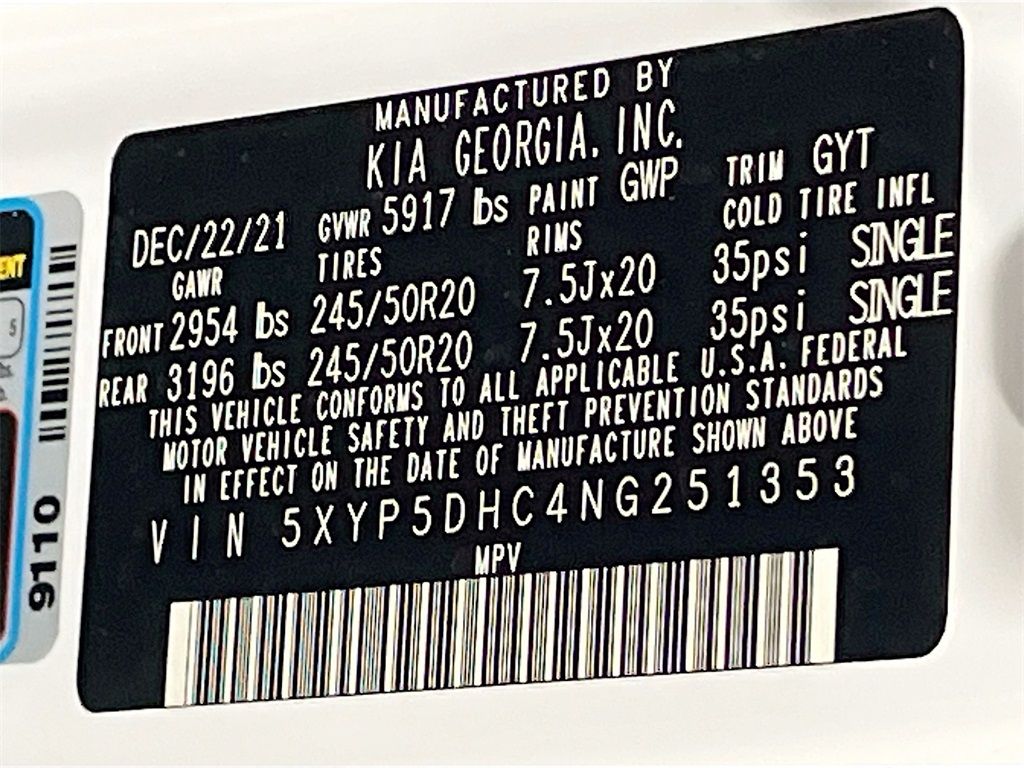 MANUFACTURED BY
KIA GEORGIA. INC.
DEC/22/21 GVWR 5917 lbs PAINT GWP TRIM GYT
GAWR TIRES RIMS COLD TIRE INFL
FRONT 2954 lbs 245/50R20 7.5Jx20 35psi SINGLE
REAR 3196 lbs 245/50R20 7.5Jx20 35psi SINGLE
THIS VEHICLE CONFORMS TO ALL APPLICABLE U.S.A. FEDERAL
MOTOR VEHICLE SAFETY AND THEFT PREVENTION STANDARDS
IN EFFECT ON THE DATE OF MANUFACTURE SHOWN ABOVE
VIN 5XYP5DHC4NG251353
MPV
5
9110